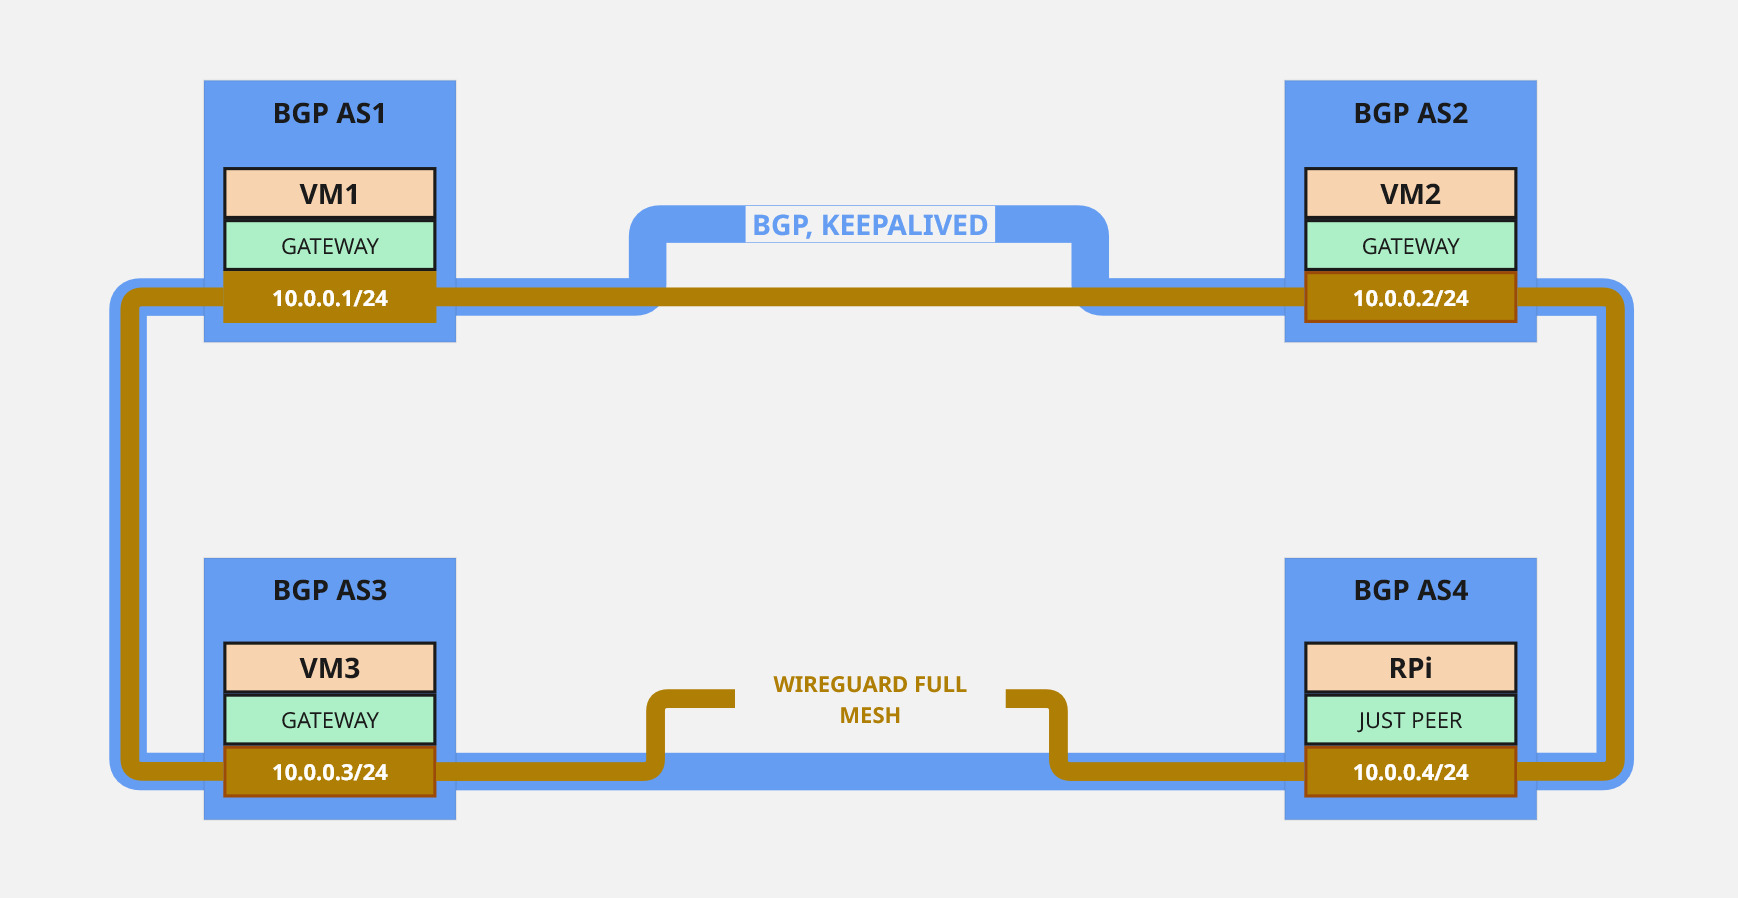 BGP AS1
VM1
GATEWAY
10.0.0.1/24
BGP, KEEPALIVED
BGP AS2
VM2
GATEWAY
10.0.0.2/24
BGP AS3
VM3
GATEWAY
10.0.0.3/24
WIREGUARD FULL
MESH
BGP AS4
RPi
JUST PEER
10.0.0.4/24